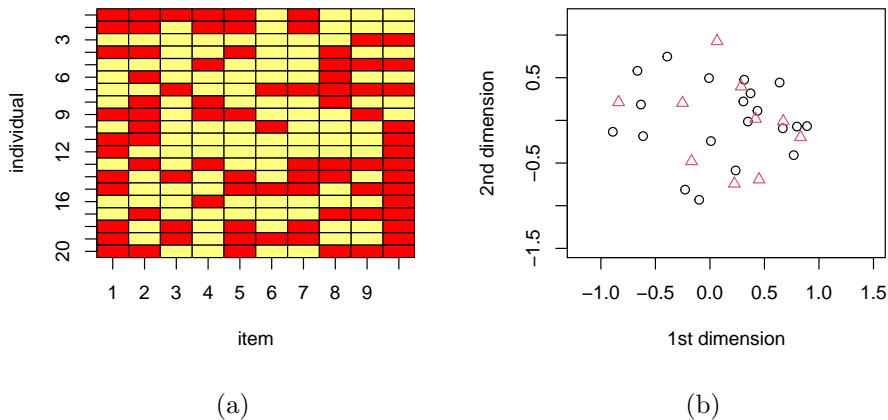 3
6
9
12
16
20
individual
1 2 3 4 5 6 7 8 9
item
(a)
0.5
−0.5
−1.5
2nd dimension
−1.0 −0.5 0.0 0.5 1.0 1.5
1st dimension
(b)